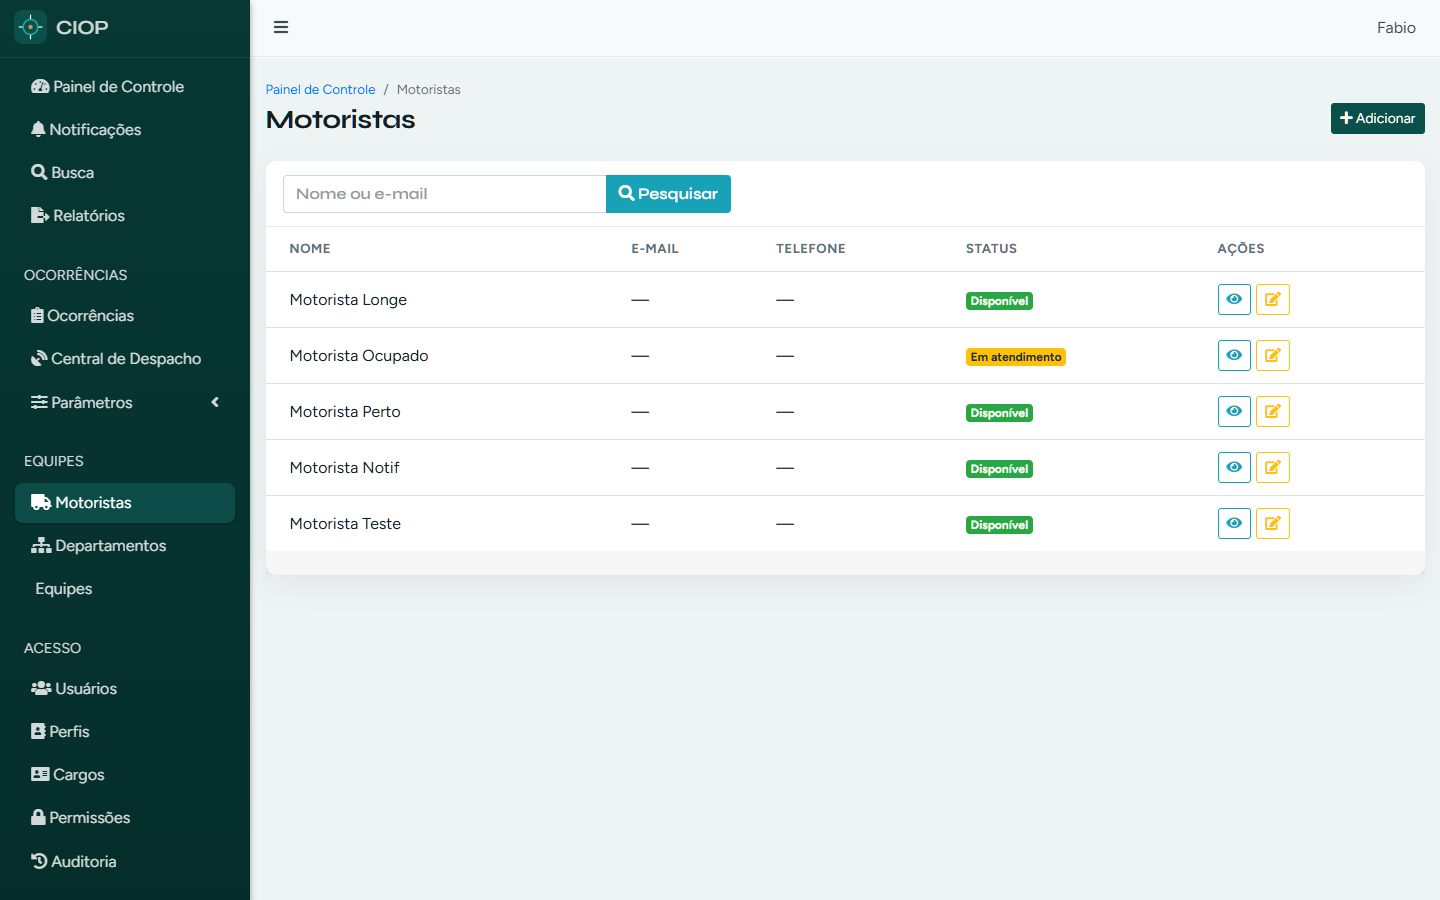 CIOP
Fabio
Painel de Controle
Notificações
Busca
Relatórios
OCORRÊNCIAS
Ocorrências
Central de Despacho
Parâmetros
EQUIPES
Motoristas
Departamentos
Equipes
ACESSO
Usuários
Perfis
Cargos
Permissões
Auditoria
Painel de Controle / Motoristas
Motoristas
Adicionar
Nome ou e-mail Pesquisar
NOME E-MAIL TELEFONE STATUS AÇÕES
Motorista Longe — — Disponível
Motorista Ocupado — — Em atendimento
Motorista Perto — — Disponível
Motorista Notif — — Disponível
Motorista Teste — — Disponível